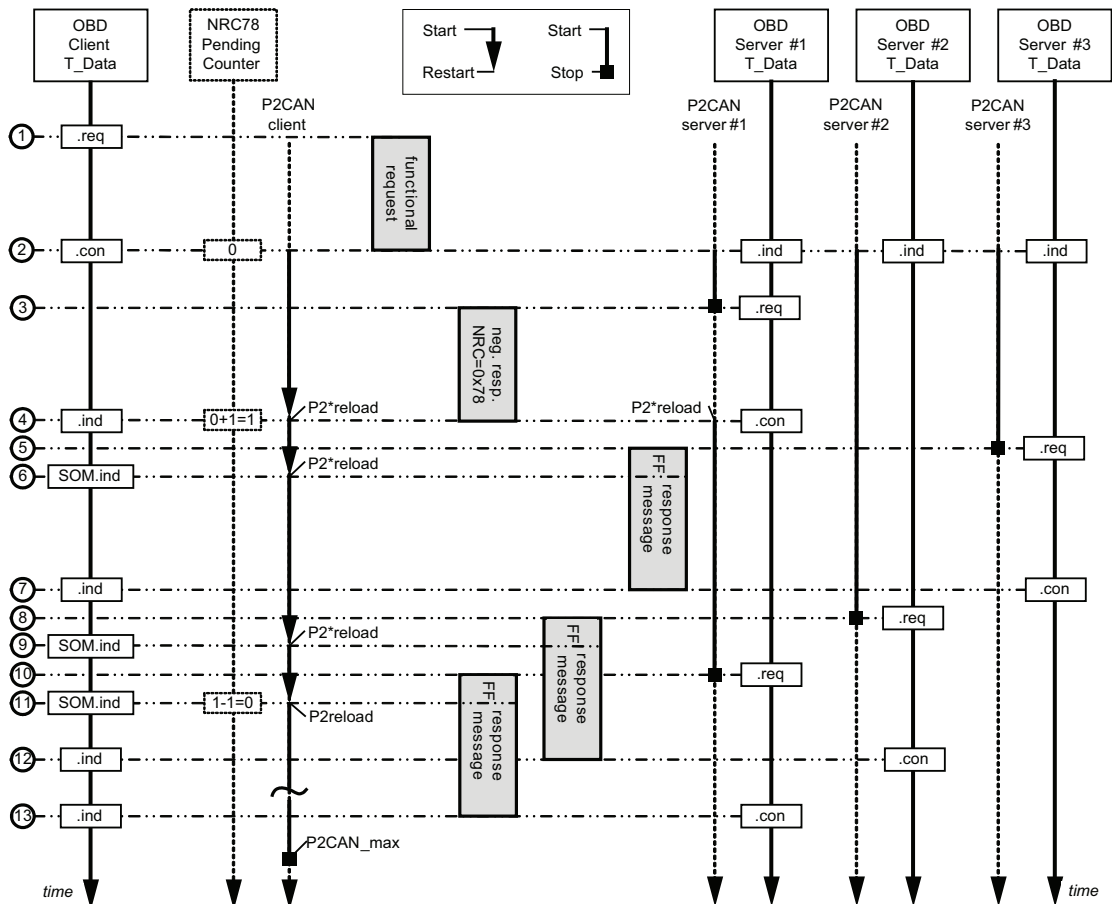 OBD
Client
T_Data
NRC78
Pending
Counter
Start
Restart
Start
Stop
OBD
Server #1
T_Data
OBD
Server #2
T_Data
OBD
Server #3
T_Data
P2CAN
client
P2CAN
server #1
P2CAN
server #2
P2CAN
server #3
1
.req
functional
request
2
.con
0
.ind
.ind
.ind
3
.req
neg. resp.
NRC=0x78
4
.ind
0+1=1
P2*reload
P2*reload
.con
5
.req
6
SOM.ind
P2*reload
FF response
message
7
.ind
.con
8
.req
9
SOM.ind
P2*reload
FF response
message
10
.req
11
SOM.ind
1-1=0
P2reload
FF response
message
12
.ind
.con
13
.ind
.con
P2CAN_max
time
time